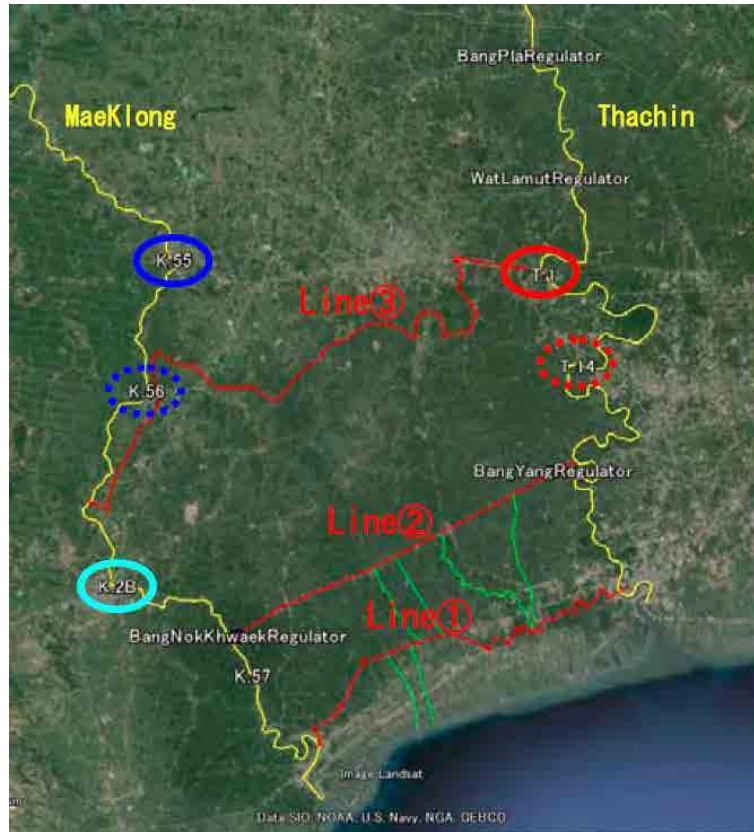 BangPlaRegulator
MaeKlong
Thachin
WatLamutRegulator
K.55
T.1
Line③
T.14
K.56
BangYangRegulator
Line②
K.2B
Line①
BangNokKhwaekRegulator
K.57
Image Landsat
Data SIO, NOAA, U.S. Navy, NGA, GEBCO